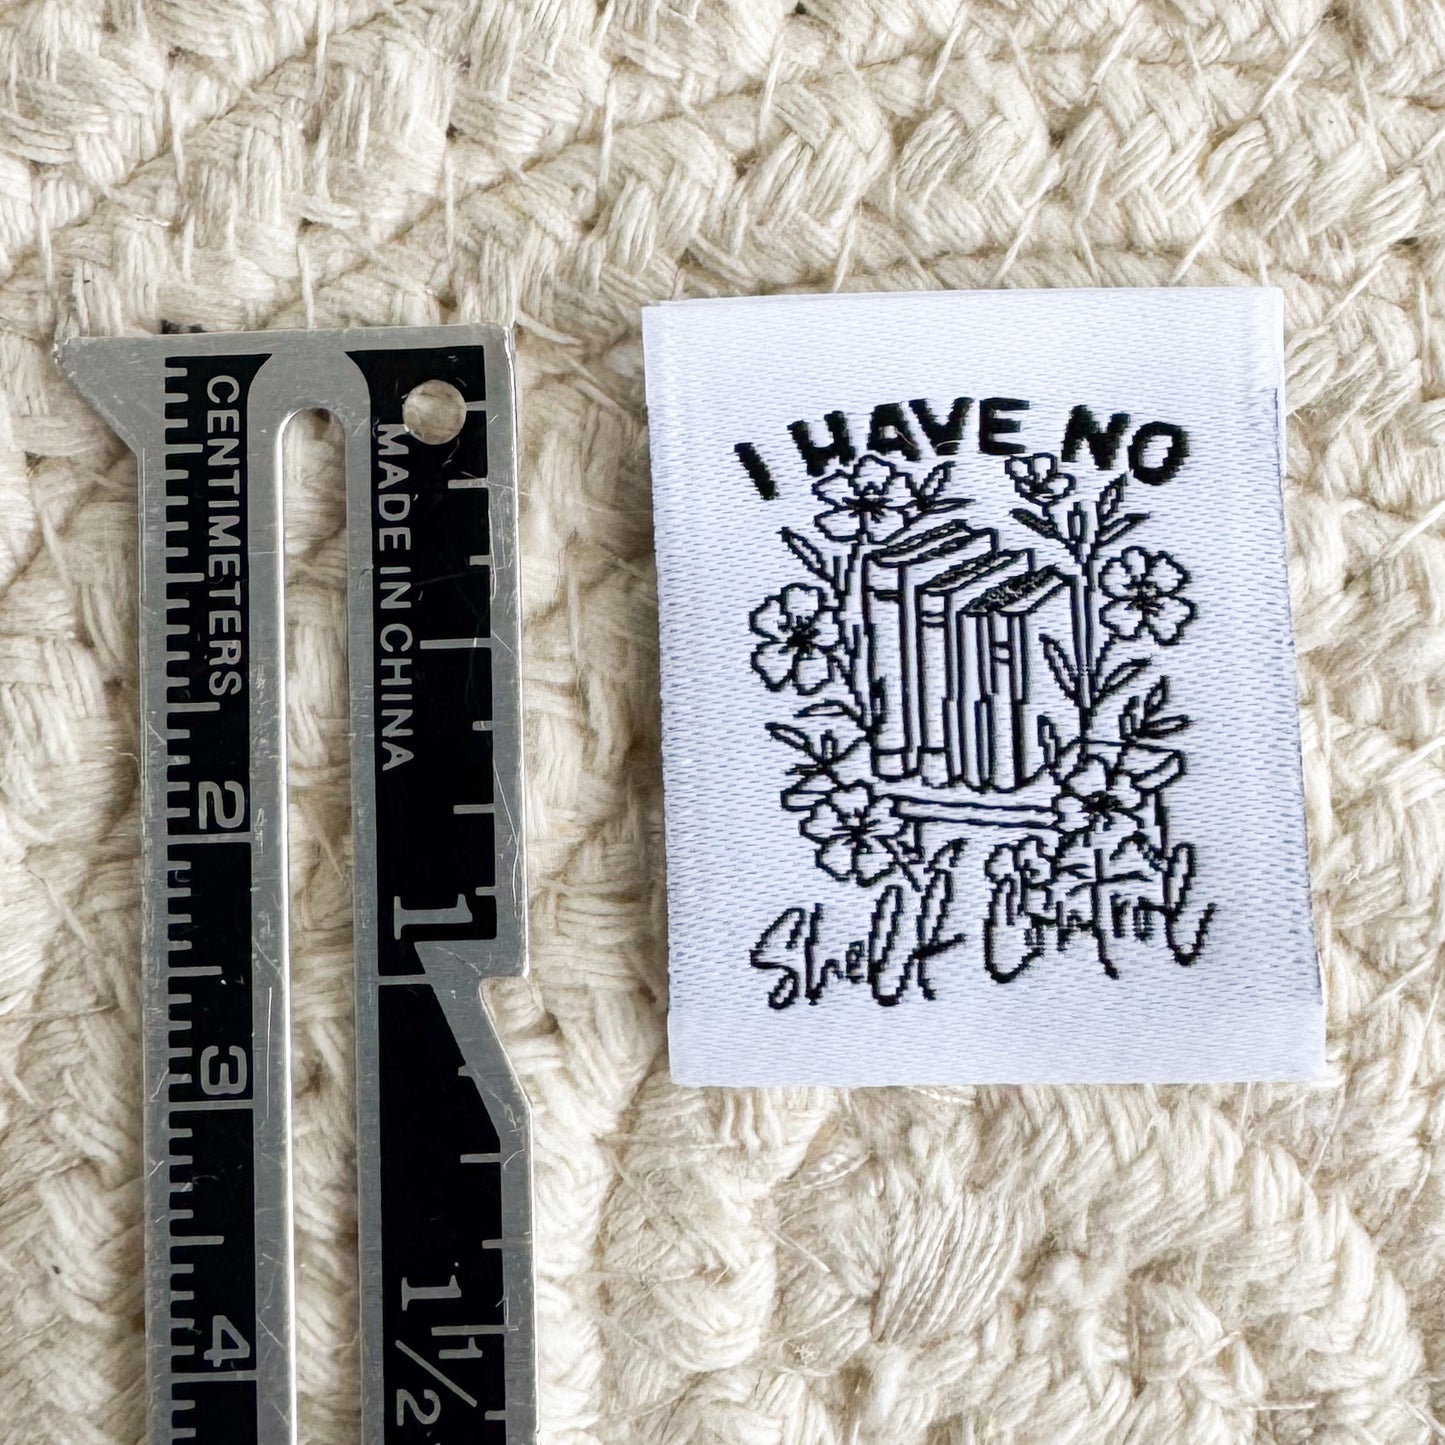 CENTIMETERS
2
3
4
MADE IN CHINA
1
1 1/2
I HAVE NO
Shelf Control